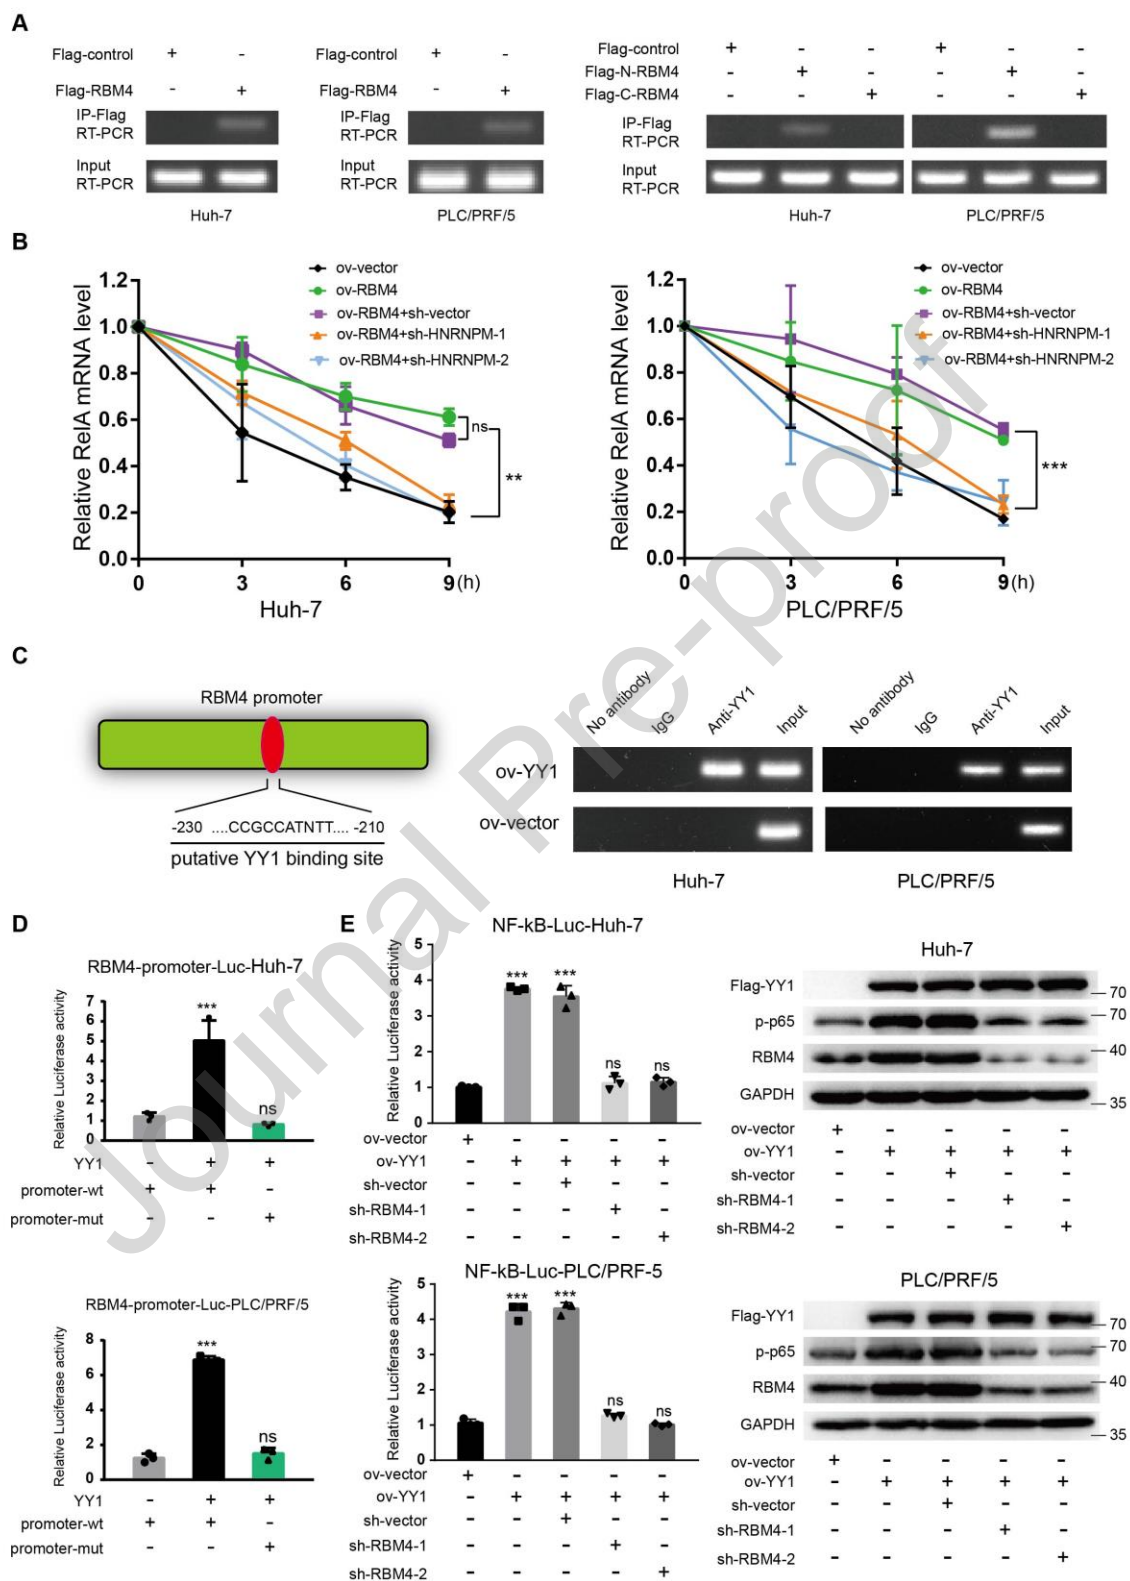 A
Flag-control + -
Flag-RBM4 - +
IP-Flag
RT-PCR
Input
RT-PCR
Huh-7
Flag-control + -
Flag-RBM4 - +
IP-Flag
RT-PCR
Input
RT-PCR
PLC/PRF/5
Flag-control + - - + - -
Flag-N-RBM4 - + - - + -
Flag-C-RBM4 - - + - - +
IP-Flag
RT-PCR
Input
RT-PCR
Huh-7
PLC/PRF/5
B
Relative RelA mRNA level
1.2
1.0
0.8
0.6
0.4
0.2
0.0
0 3 6 9 (h)
Huh-7
ov-vector
ov-RBM4
ov-RBM4+sh-vector
ov-RBM4+sh-HNRNPM-1
ov-RBM4+sh-HNRNPM-2
ns
**
Relative RelA mRNA level
1.2
1.0
0.8
0.6
0.4
0.2
0.0
0 3 6 9 (h)
PLC/PRF/5
ov-vector
ov-RBM4
ov-RBM4+sh-vector
ov-RBM4+sh-HNRNPM-1
ov-RBM4+sh-HNRNPM-2
***
C
RBM4 promoter
-230 ....CCGCCATNTT.... -210
putative YY1 binding site
No antibody IgG Anti-YY1 Input
No antibody IgG Anti-YY1 Input
ov-YY1
ov-vector
Huh-7
PLC/PRF/5
D
RBM4-promoter-Luc-Huh-7
Relative Luciferase activity
7
6
5
4
3
2
1
0
***
ns
YY1 - + +
promoter-wt + + -
promoter-mut - - +
RBM4-promoter-Luc-PLC/PRF/5
Relative Luciferase activity
8
6
4
2
0
***
ns
YY1 - + +
promoter-wt + + -
promoter-mut - - +
E
NF-kB-Luc-Huh-7
Relative Luciferase activity
5
4
3
2
1
0
*** *** ns ns
ov-vector + - - - -
ov-YY1 - + + + +
sh-vector - - + - -
sh-RBM4-1 - - - + -
sh-RBM4-2 - - - - +
NF-kB-Luc-PLC/PRF-5
Relative Luciferase activity
5
4
3
2
1
0
*** *** ns ns
ov-vector + - - - -
ov-YY1 - + + + +
sh-vector - - + - -
sh-RBM4-1 - - - + -
sh-RBM4-2 - - - - +
Huh-7
Flag-YY1 70
p-p65 70
RBM4 40
GAPDH 35
ov-vector + - - - -
ov-YY1 - + + + +
sh-vector - - + - -
sh-RBM4-1 - - - + -
sh-RBM4-2 - - - - +
PLC/PRF/5
Flag-YY1 70
p-p65 70
RBM4 40
GAPDH 35
ov-vector + - - - -
ov-YY1 - + + + +
sh-vector - - + - -
sh-RBM4-1 - - - + -
sh-RBM4-2 - - - - +
Journal Pre-proof